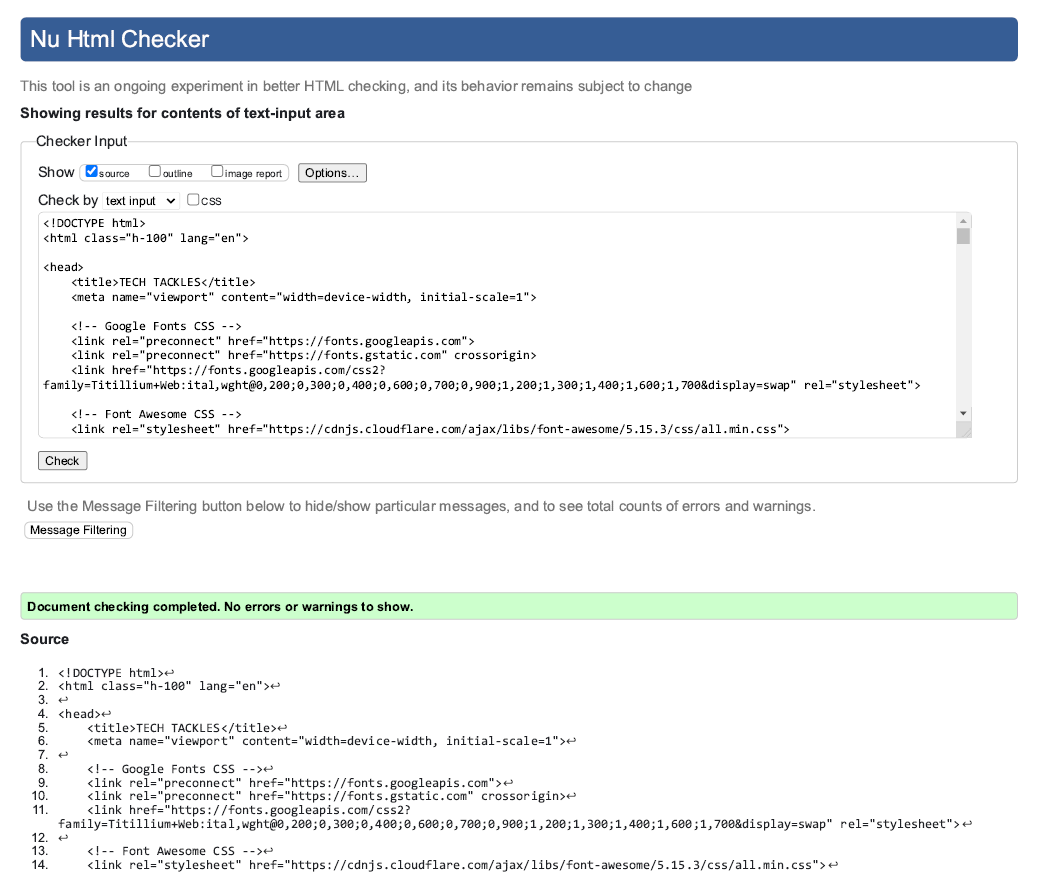 Nu Html Checker
This tool is an ongoing experiment in better HTML checking, and its behavior remains subject to change
Showing results for contents of text-input area
Checker Input
Show source outline image report Options...
Check by text input CSS
<!DOCTYPE html>
<html class="h-100" lang="en">
<head>
<title>TECH TACKLES</title>
<meta name="viewport" content="width=device-width, initial-scale=1">
<!-- Google Fonts CSS -->
<link rel="preconnect" href="https://fonts.googleapis.com">
<link rel="preconnect" href="https://fonts.gstatic.com" crossorigin>
<link href="https://fonts.googleapis.com/css2?
family=Titillium+Web:ital,wght@0,200;0,300;0,400;0,600;0,700;0,900;1,200;1,300;1,400;1,600;1,700&display=swap" rel="stylesheet">
<!-- Font Awesome CSS -->
<link rel="stylesheet" href="https://cdnjs.cloudflare.com/ajax/libs/font-awesome/5.15.3/css/all.min.css">
Check
Use the Message Filtering button below to hide/show particular messages, and to see total counts of errors and warnings.
Message Filtering
Document checking completed. No errors or warnings to show.
Source
1. <!DOCTYPE html>↩
2. <html class="h-100" lang="en">↩
3. ↩
4. <head>↩
5. <title>TECH TACKLES</title>↩
6. <meta name="viewport" content="width=device-width, initial-scale=1">↩
7. ↩
8. <!-- Google Fonts CSS -->↩
9. <link rel="preconnect" href="https://fonts.googleapis.com">↩
10. <link rel="preconnect" href="https://fonts.gstatic.com" crossorigin>↩
11. <link href="https://fonts.googleapis.com/css2?
family=Titillium+Web:ital,wght@0,200;0,300;0,400;0,600;0,700;0,900;1,200;1,300;1,400;1,600;1,700&display=swap" rel="stylesheet">↩
12. ↩
13. <!-- Font Awesome CSS -->↩
14. <link rel="stylesheet" href="https://cdnjs.cloudflare.com/ajax/libs/font-awesome/5.15.3/css/all.min.css">↩